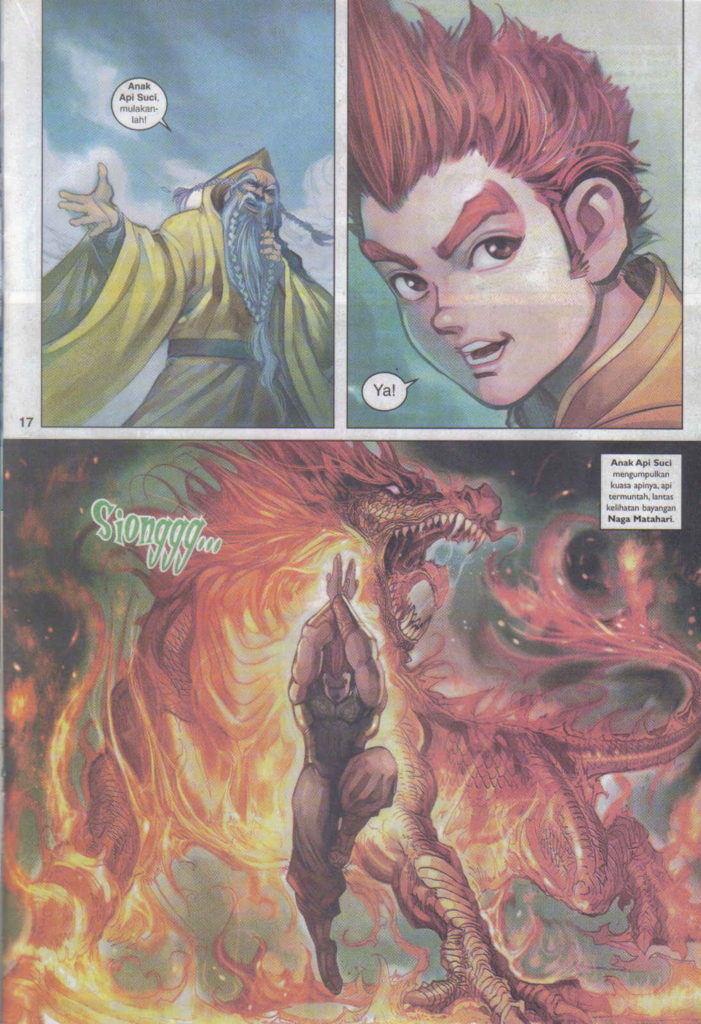 Anak
Api Suci,
mulakan-
lah!
Ya!
17
Sionggg...
Anak Api Suci
mengumpulkan
kuasa apinya, api
termuntah, lantas
kelihatan bayangan
Naga Matahari.